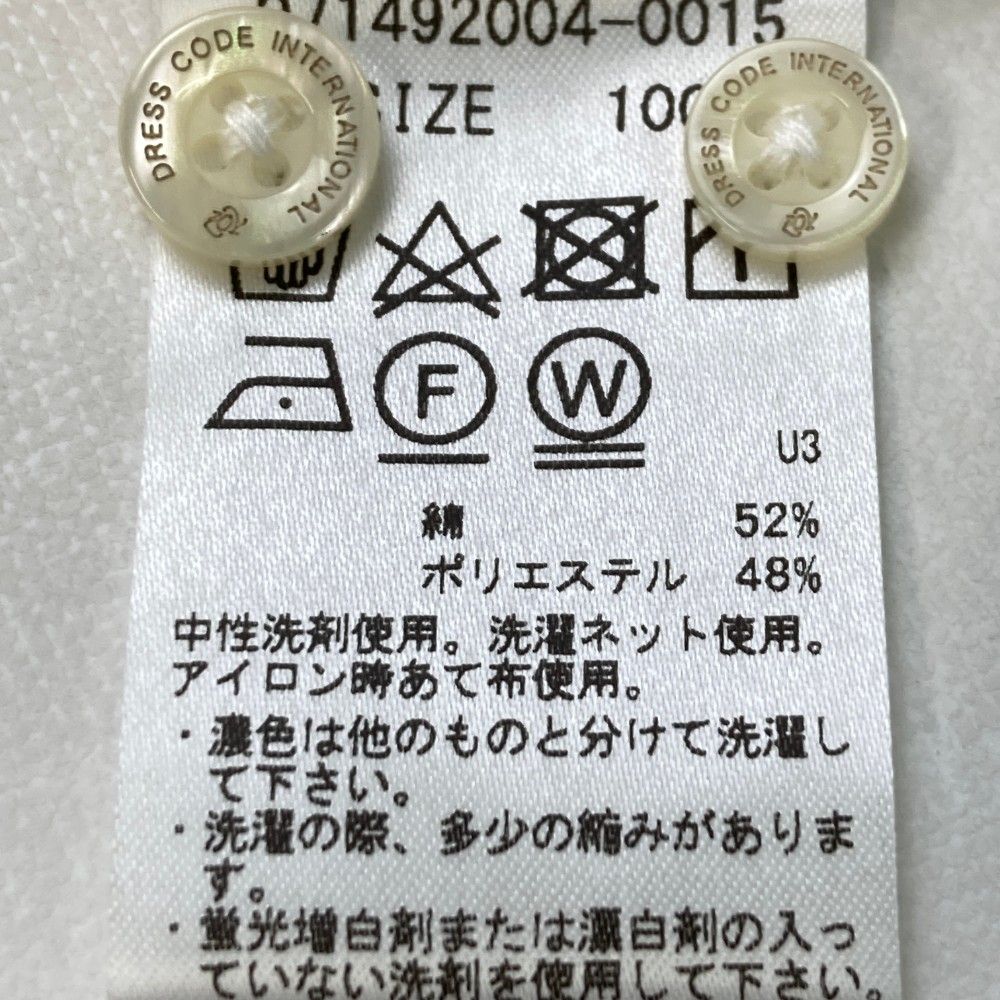 1492004-0015
DRESS CODE INTERNATIONAL
DRESS CODE INTERNATIONAL
SIZE
F
W
U3
綿 52%
ポリエステル 48%
中性洗剤使用。洗濯ネット使用。
アイロン時あて布使用。
・濃色は他のものと分けて洗濯し
て下さい。
・洗濯の際、多少の縮みがありま
す。
・蛍光増白剤または漂白剤の入っ
ていない洗剤を使用して下さい。